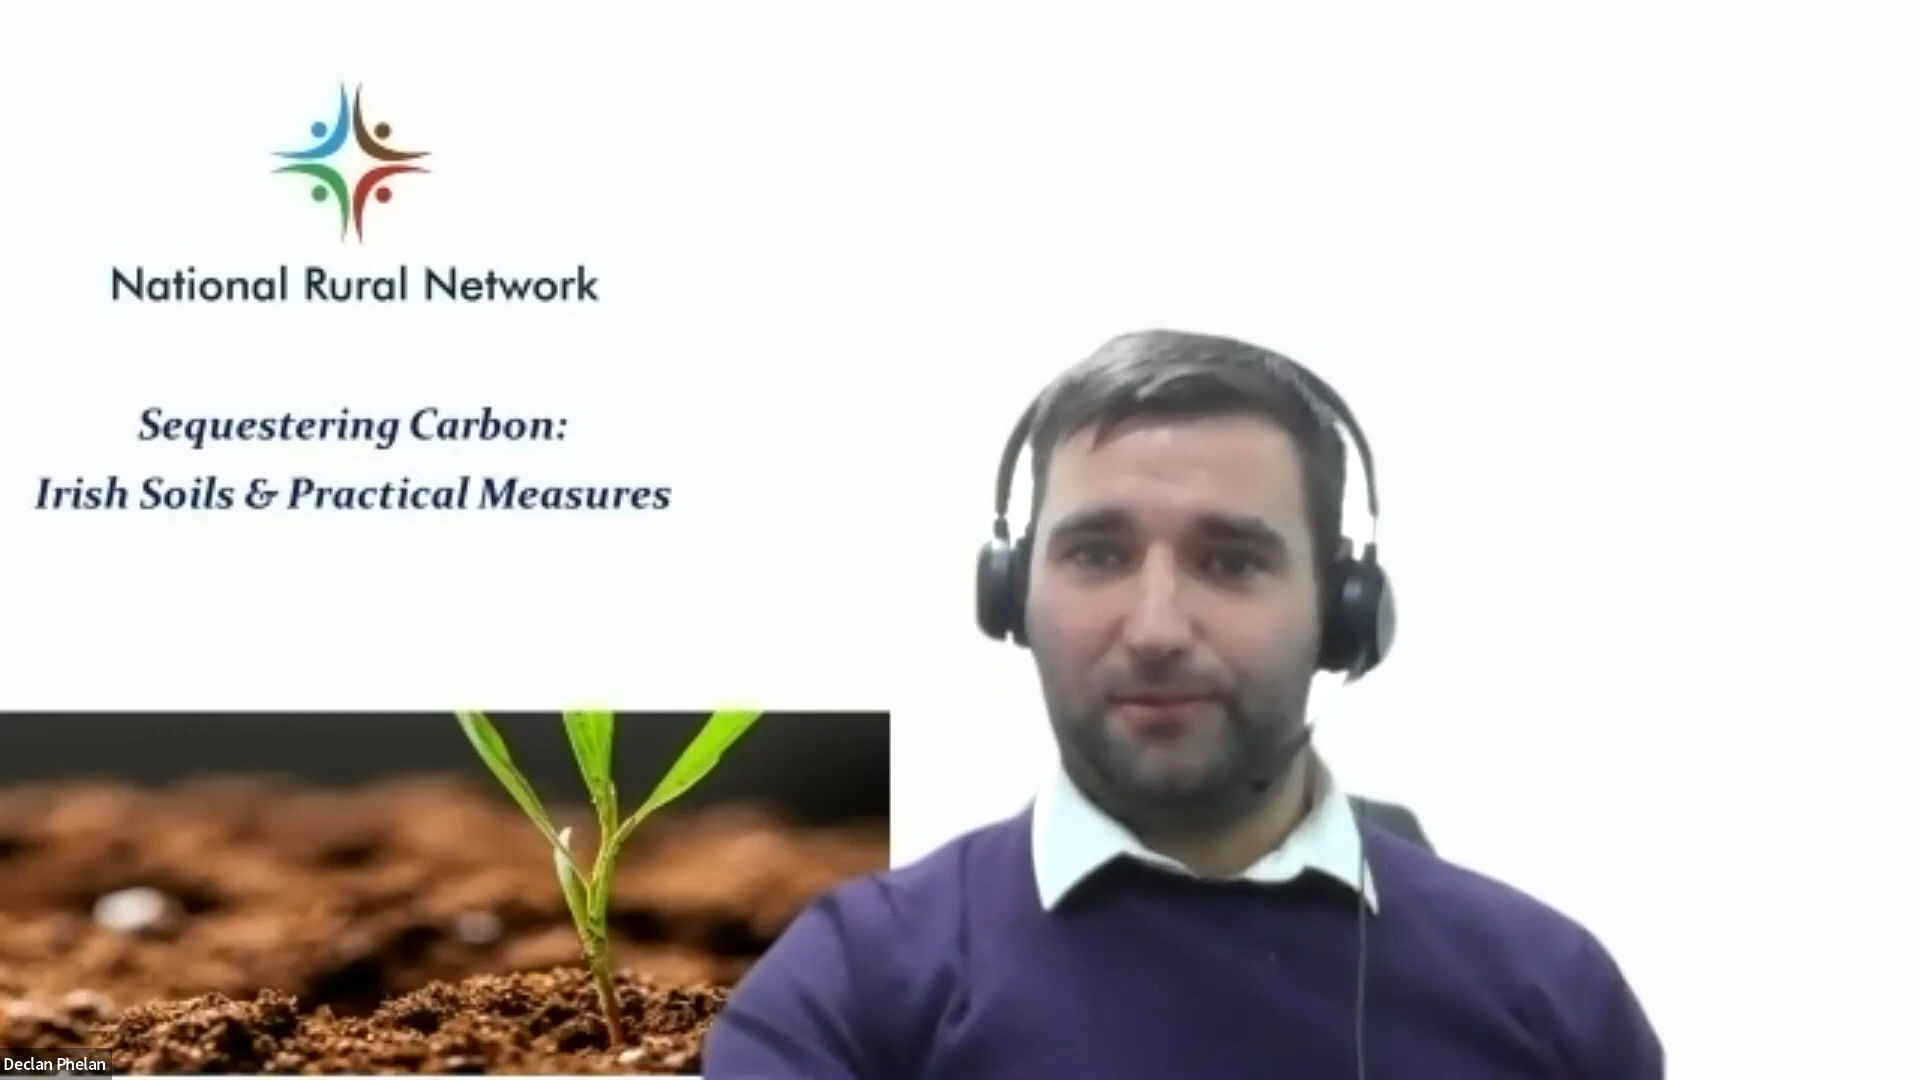 National Rural Network
Sequestering Carbon:
Irish Soils & Practical Measures
Declan Phelan